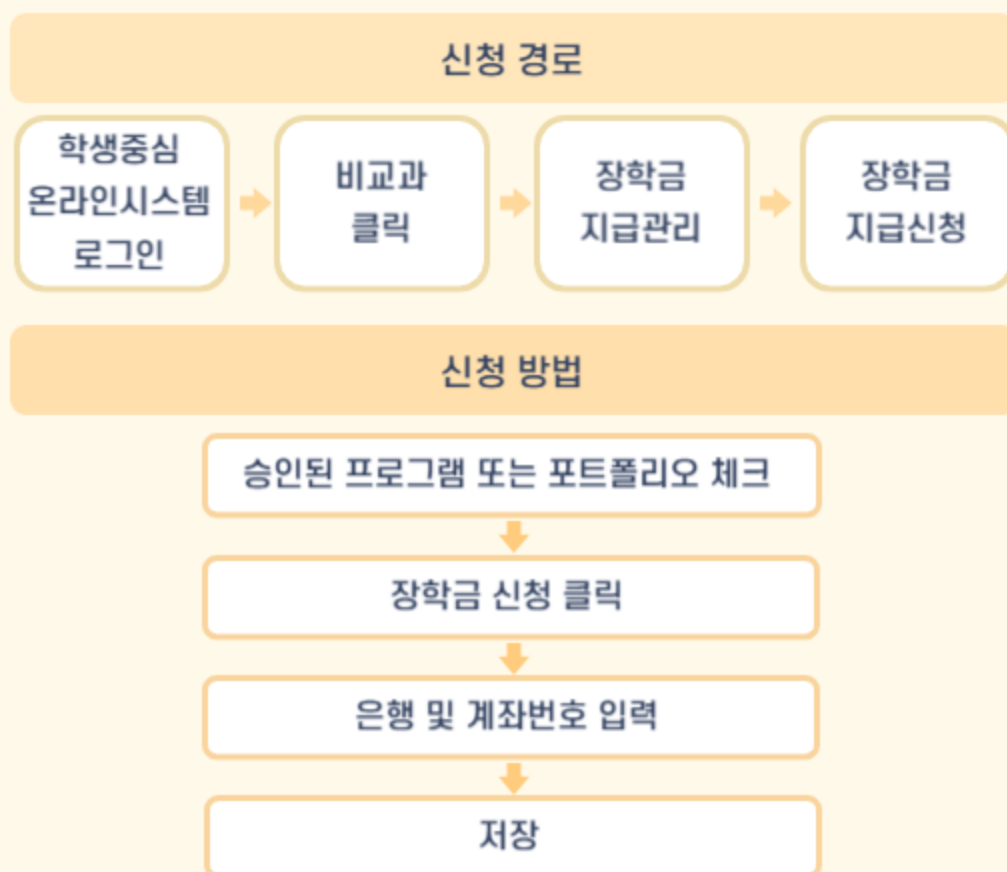 신청 경로
학생중심
온라인시스템
로그인
비교과
클릭
장학금
지급관리
장학금
지급신청
신청 방법
승인된 프로그램 또는 포트폴리오 체크
장학금 신청 클릭
은행 및 계좌번호 입력
저장